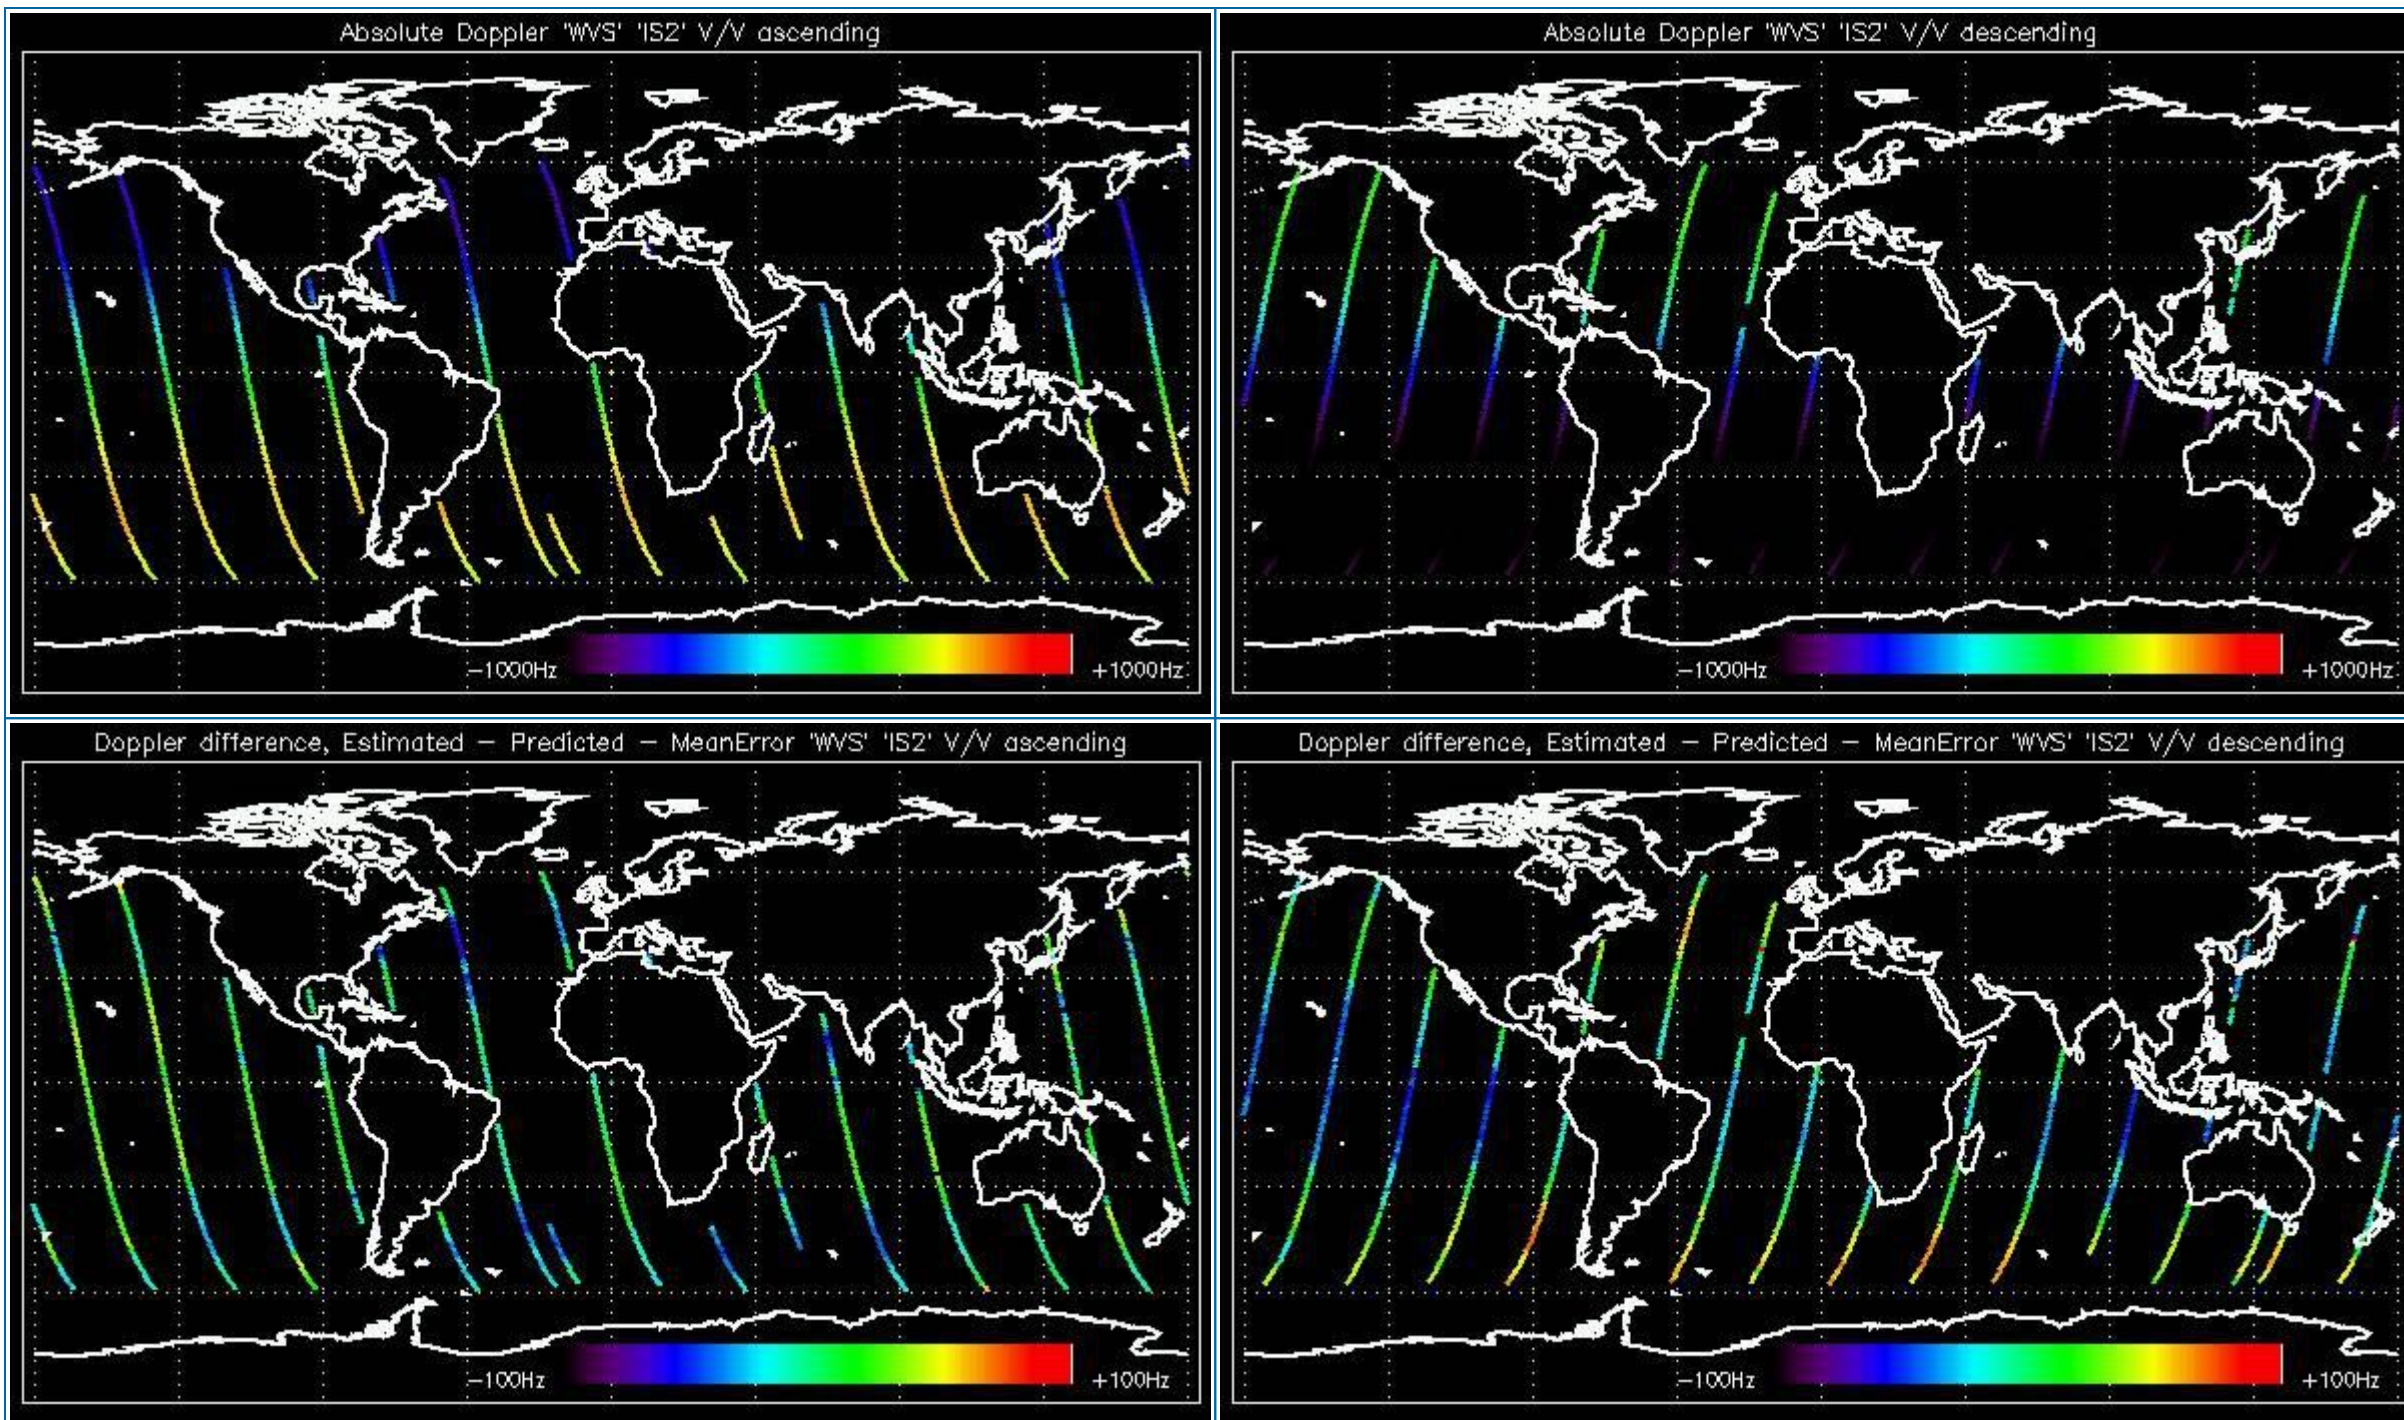 Absolute Doppler 'WVS' 'IS2' V/V ascending
-1000Hz
+1000Hz
Absolute Doppler 'WVS' 'IS2' V/V descending
-1000Hz
+1000Hz
Doppler difference, Estimated - Predicted - MeanError 'WVS' 'IS2' V/V ascending
-100Hz
+100Hz
Doppler difference, Estimated - Predicted - MeanError 'WVS' 'IS2' V/V descending
-100Hz
+100Hz